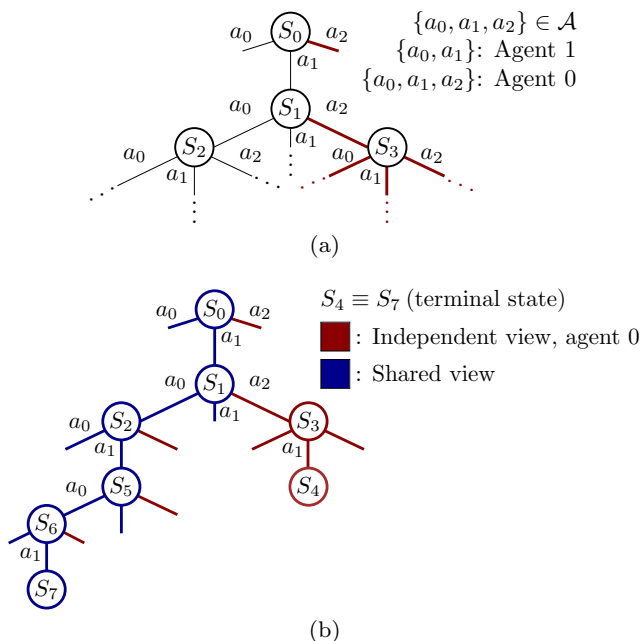 a₀ S₀ a₂ {a₀, a₁, a₂} ∈ 𝒜
a₁ {a₀, a₁}: Agent 1
{a₀, a₁, a₂}: Agent 0
a₀ S₁ a₂
a₁
a₀ S₂ a₂ a₀ S₃ a₂
a₁ a₁
(a)
a₀ S₀ a₂ S₄ ≡ S₇ (terminal state)
a₁ : Independent view, agent 0
a₀ S₁ a₂ : Shared view
a₁
a₀ S₂ S₃
a₁ a₁
a₀ S₅ S₄
S₆
a₁
S₇
(b)